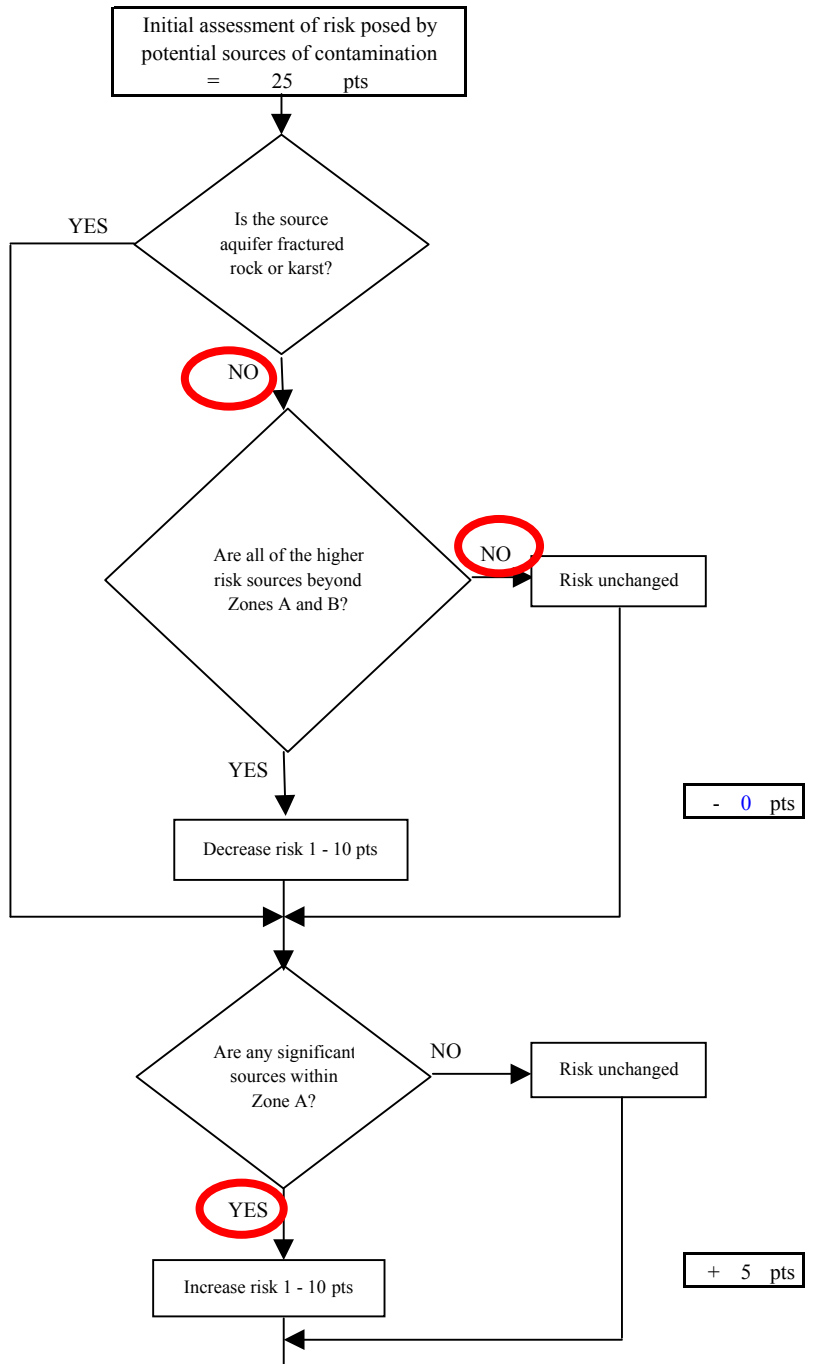 Initial assessment of risk posed by
potential sources of contamination
= 25 pts
YES
Is the source
aquifer fractured
rock or karst?
NO
Are all of the higher
risk sources beyond
Zones A and B?
NO
Risk unchanged
YES
- 0 pts
Decrease risk 1 - 10 pts
Are any significant
sources within
Zone A?
NO
Risk unchanged
YES
Increase risk 1 - 10 pts
+ 5 pts